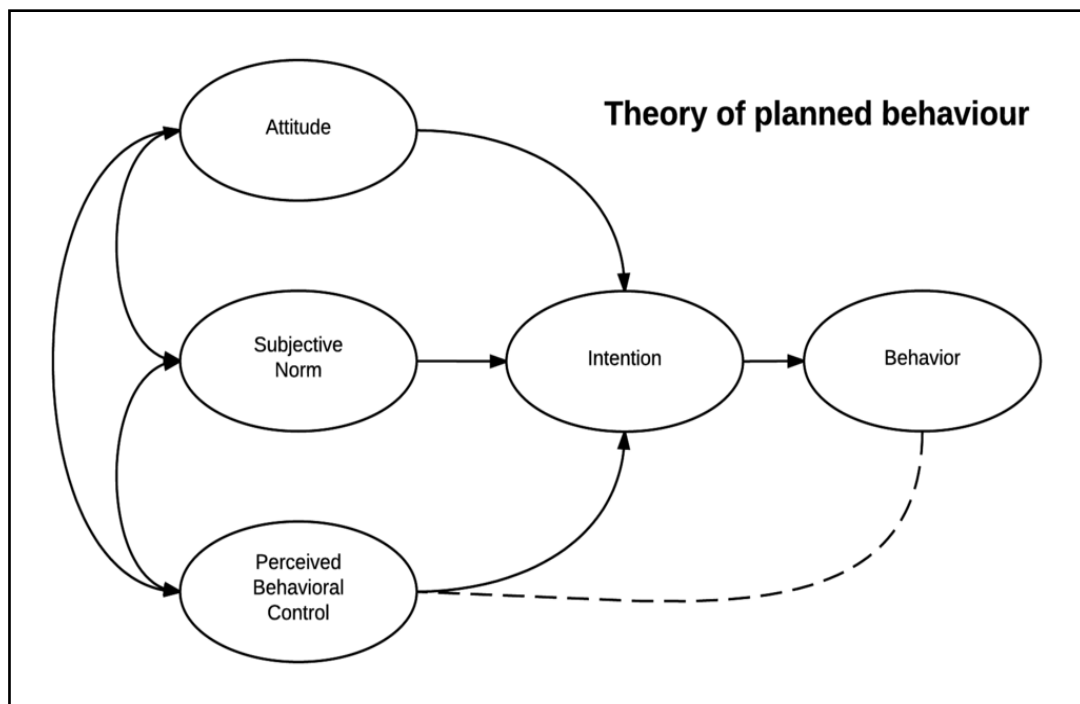 Theory of planned behaviour
Attitude
Subjective
Norm
Intention
Behavior
Perceived
Behavioral
Control